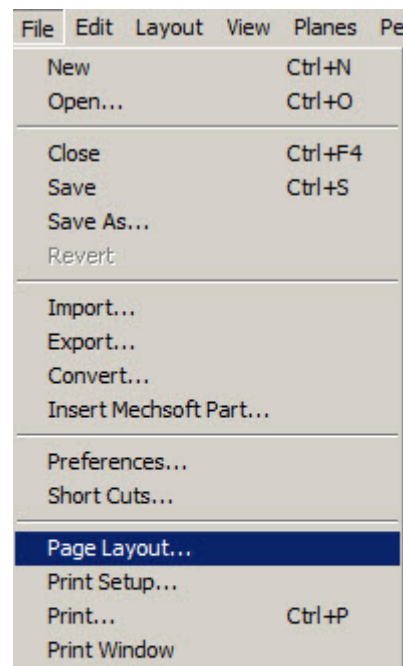 File Edit Layout View Planes Pe
New Ctrl+N
Open... Ctrl+O
Close Ctrl+F4
Save Ctrl+S
Save As...
Revert
Import...
Export...
Convert...
Insert Mechsoft Part...
Preferences...
Short Cuts...
Page Layout...
Print Setup...
Print... Ctrl+P
Print Window